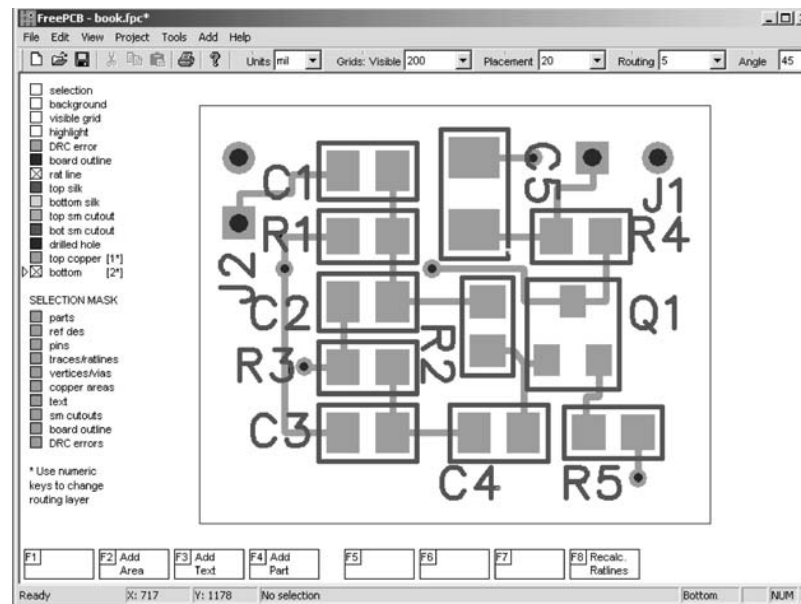 FreePCB - book.fpc*
File Edit View Project Tools Add Help
Units mil Grids: Visible 200 Placement 20 Routing 5 Angle 45
selection
background
visible grid
highlight
DRC error
board outline
rat line
top silk
bottom silk
top sm cutout
bot sm cutout
drilled hole
top copper [1*]
bottom [2*]
SELECTION MASK
parts
ref des
pins
traces/ratlines
vertices/vias
copper areas
text
sm cutouts
board outline
DRC errors
* Use numeric
keys to change
routing layer
C1
C5
J1
R1
R4
J2
C2
R2
Q1
R3
C3
C4
R5
F1
F2 Add Area
F3 Add Text
F4 Add Part
F5
F6
F7
F8 Recalc. Ratlines
Ready X: 717 Y: 1178 No selection Bottom NUM